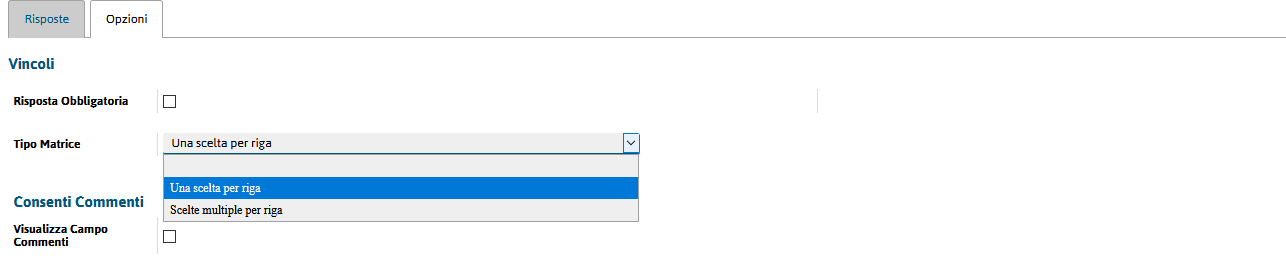 Risposte
Opzioni
Vincoli
Risposta Obbligatoria
Tipo Matrice
Una scelta per riga
Una scelta per riga
Scelte multiple per riga
Consenti Commenti
Visualizza Campo
Commenti